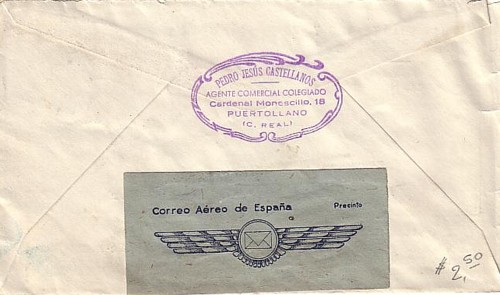 PEDRO JESÚS CASTELLANOS
AGENTE COMERCIAL COLEGIADO
Cardenal Monescillo, 18
PUERTOLLANO
(C. REAL)
Correo Aéreo de España Precinto
$ 2,50